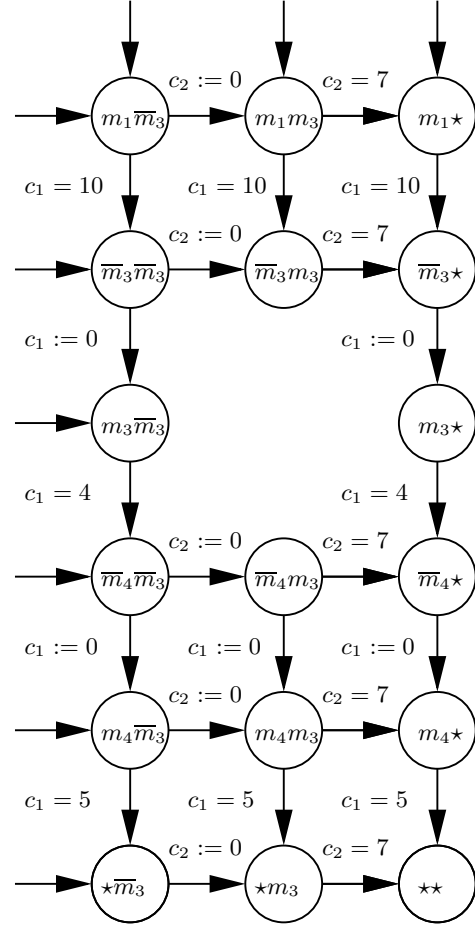 c₂ := 0 c₂ = 7
m₁m̅₃ m₁m₃ m₁⋆
c₁ = 10 c₁ = 10 c₁ = 10
c₂ := 0 c₂ = 7
m̅₃m̅₃ m̅₃m₃ m̅₃⋆
c₁ := 0 c₁ := 0
m₃m̅₃ m₃⋆
c₁ = 4 c₁ = 4
c₂ := 0 c₂ = 7
m̅₄m̅₃ m̅₄m₃ m̅₄⋆
c₁ := 0 c₁ := 0 c₁ := 0
c₂ := 0 c₂ = 7
m₄m̅₃ m₄m₃ m₄⋆
c₁ = 5 c₁ = 5 c₁ = 5
c₂ := 0 c₂ = 7
⋆m̅₃ ⋆m₃ ⋆⋆